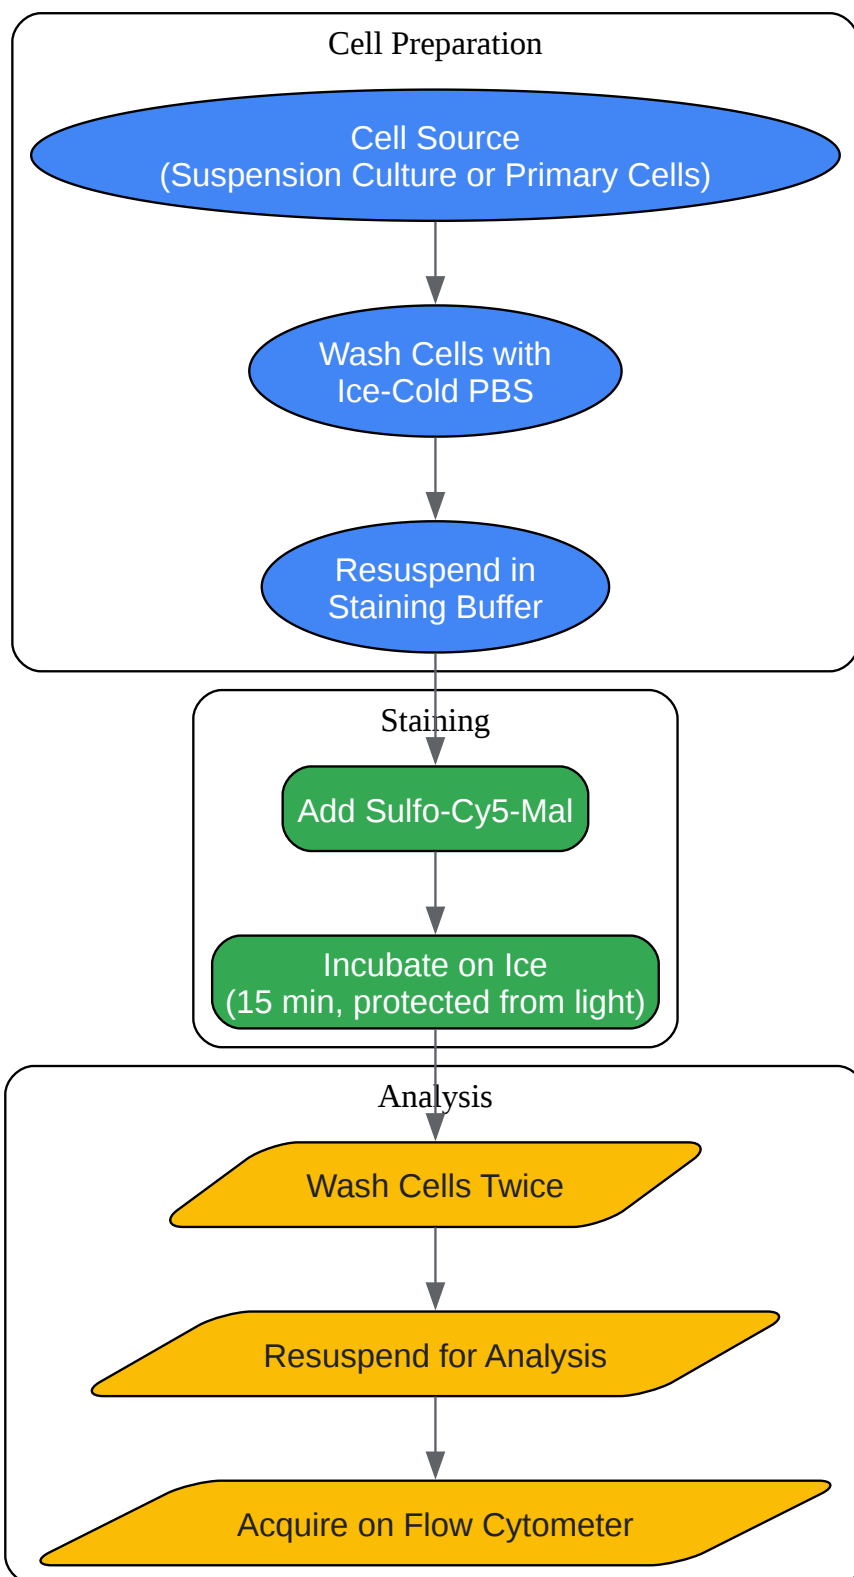 Cell Preparation
Cell Source
(Suspension Culture or Primary Cells)
Wash Cells with
Ice-Cold PBS
Resuspend in
Staining Buffer
Staining
Add Sulfo-Cy5-Mal
Incubate on Ice
(15 min, protected from light)
Analysis
Wash Cells Twice
Resuspend for Analysis
Acquire on Flow Cytometer